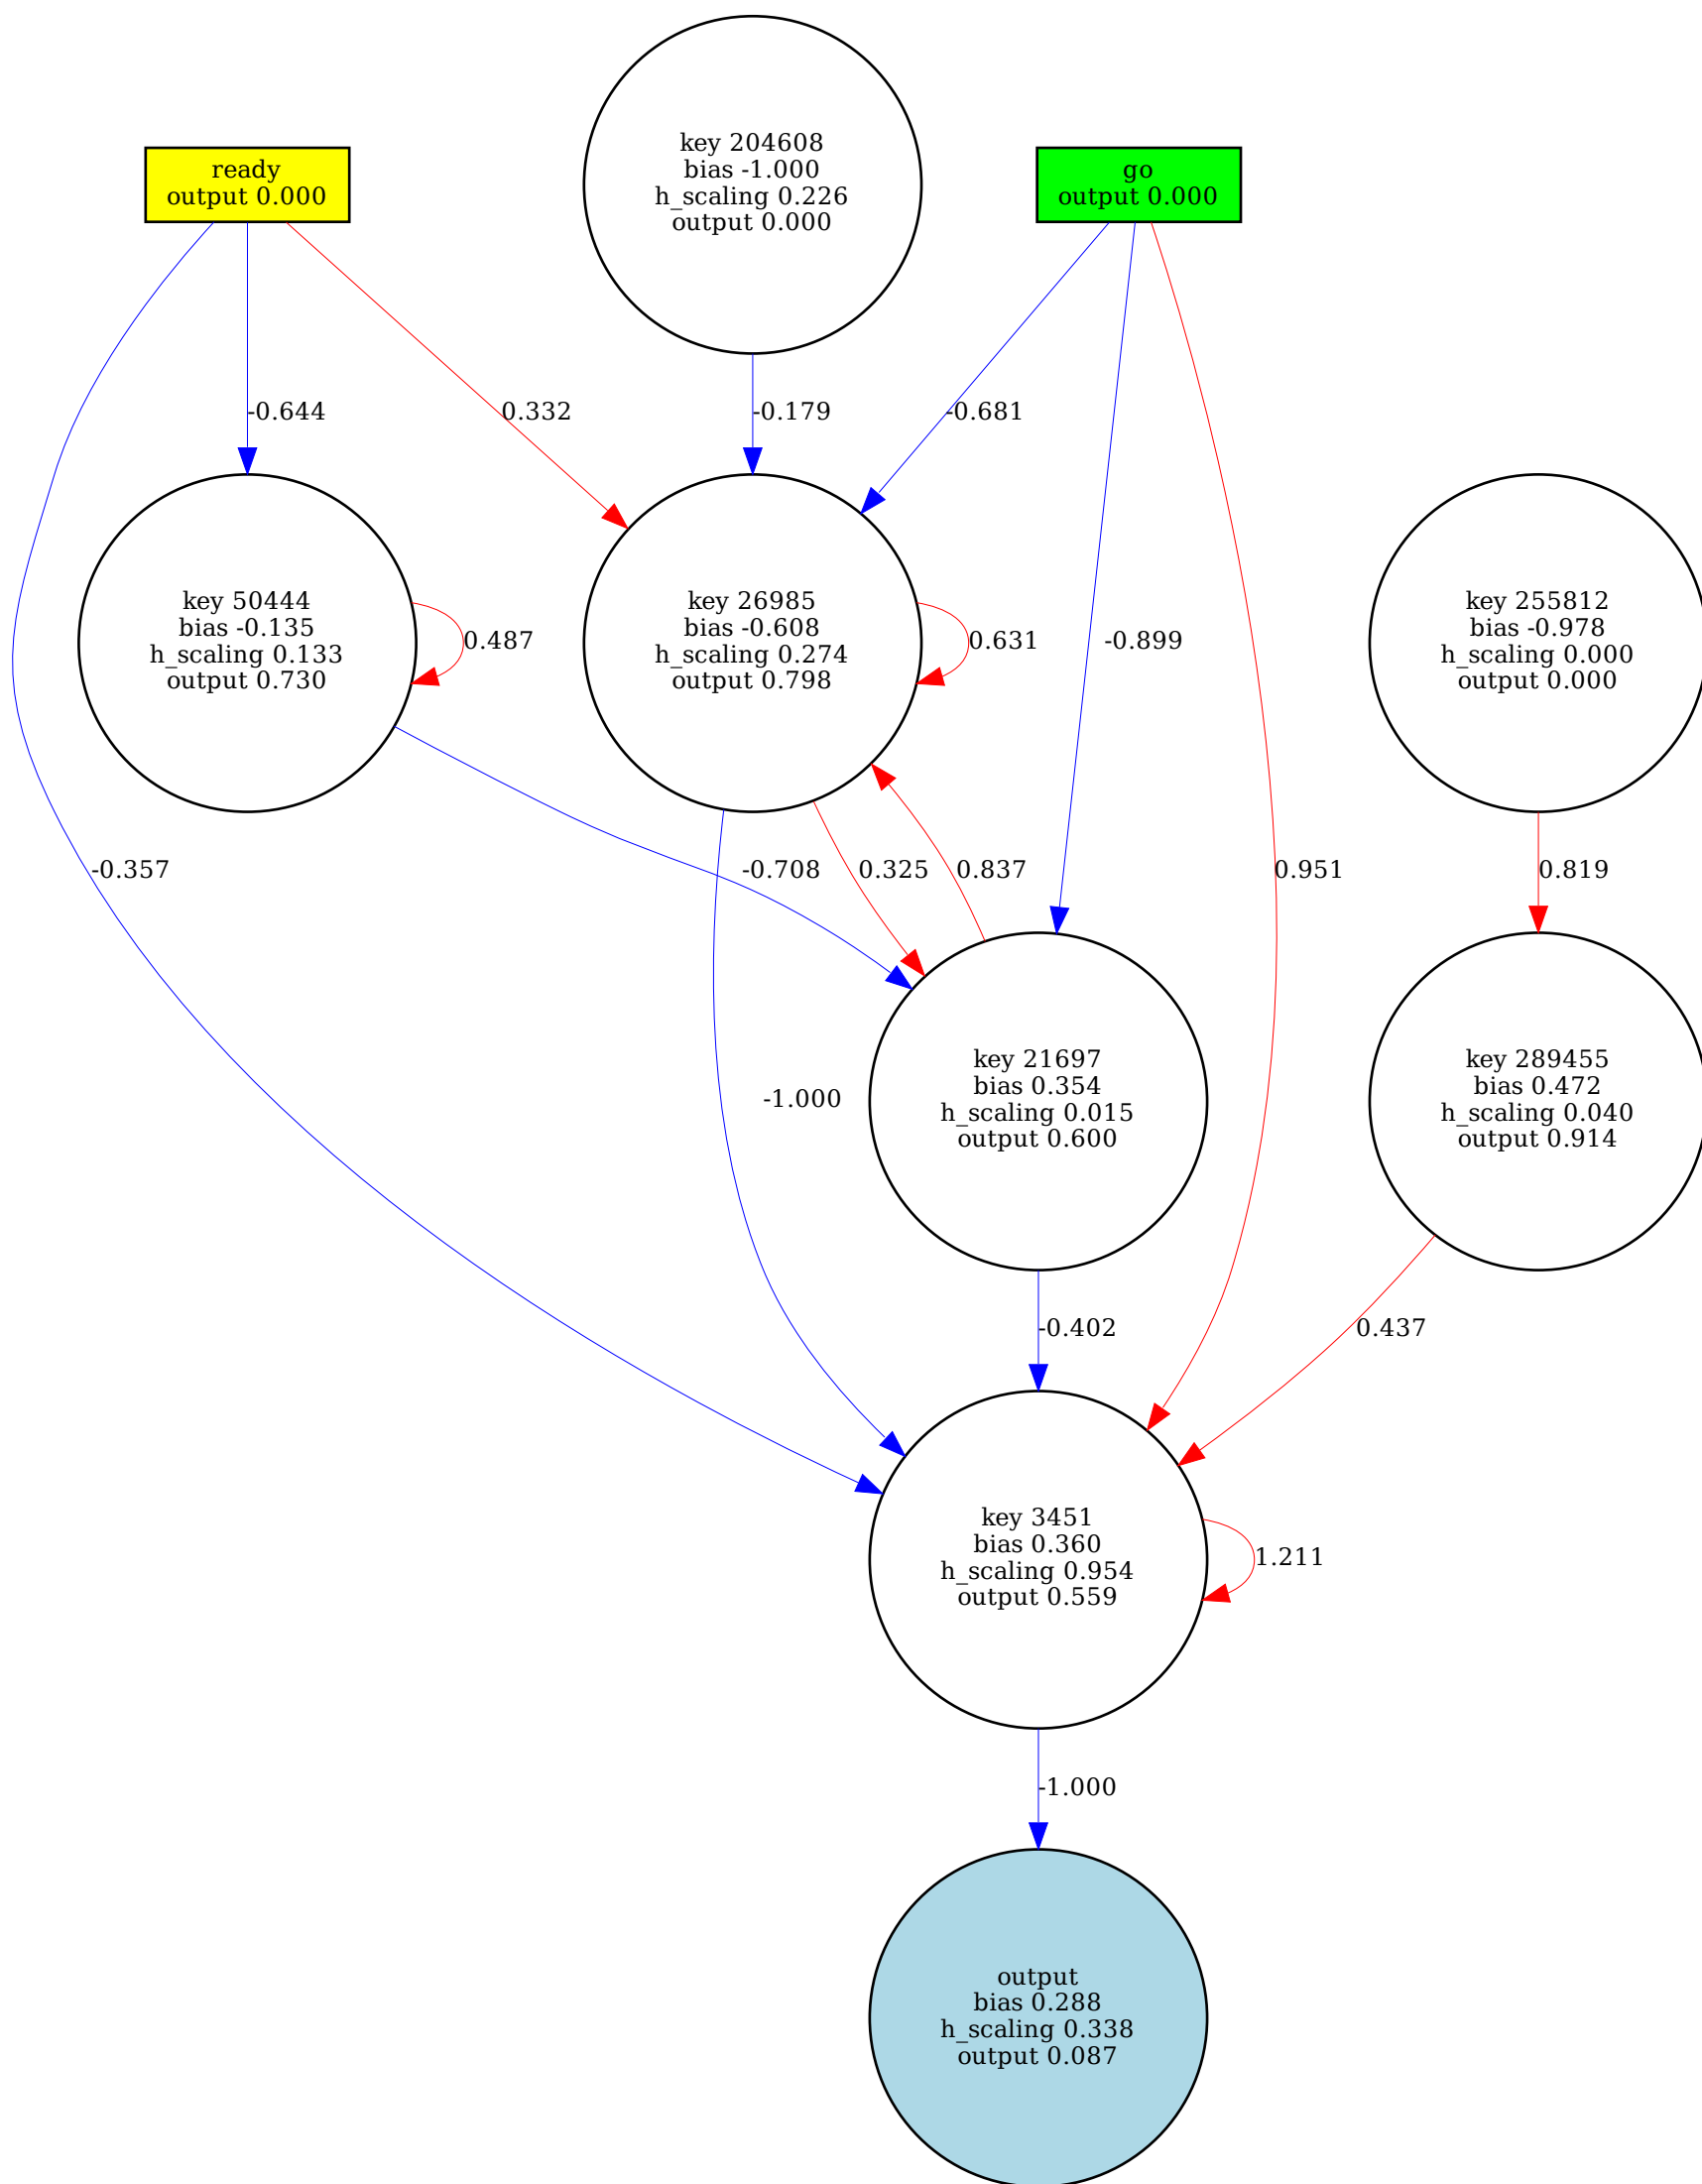 key 204608
bias -1.000
h_scaling 0.226
output 0.000
ready
output 0.000
go
output 0.000
-0.644
0.332
-0.179
-0.681
key 50444
bias -0.135
h_scaling 0.133
output 0.730
0.487
key 26985
bias -0.608
h_scaling 0.274
output 0.798
0.631
-0.899
key 255812
bias -0.978
h_scaling 0.000
output 0.000
-0.357
-0.708
0.325
0.837
0.951
0.819
-1.000
key 21697
bias 0.354
h_scaling 0.015
output 0.600
key 289455
bias 0.472
h_scaling 0.040
output 0.914
-0.402
0.437
key 3451
bias 0.360
h_scaling 0.954
output 0.559
1.211
-1.000
output
bias 0.288
h_scaling 0.338
output 0.087